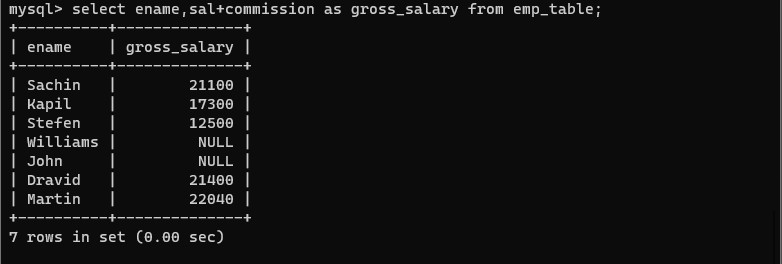 mysql> select ename,sal+commission as gross_salary from emp_table;
+----------+--------------+
| ename    | gross_salary |
+----------+--------------+
| Sachin   |        21100 |
| Kapil    |        17300 |
| Stefen   |        12500 |
| Williams |         NULL |
| John     |         NULL |
| Dravid   |        21400 |
| Martin   |        22040 |
+----------+--------------+
7 rows in set (0.00 sec)